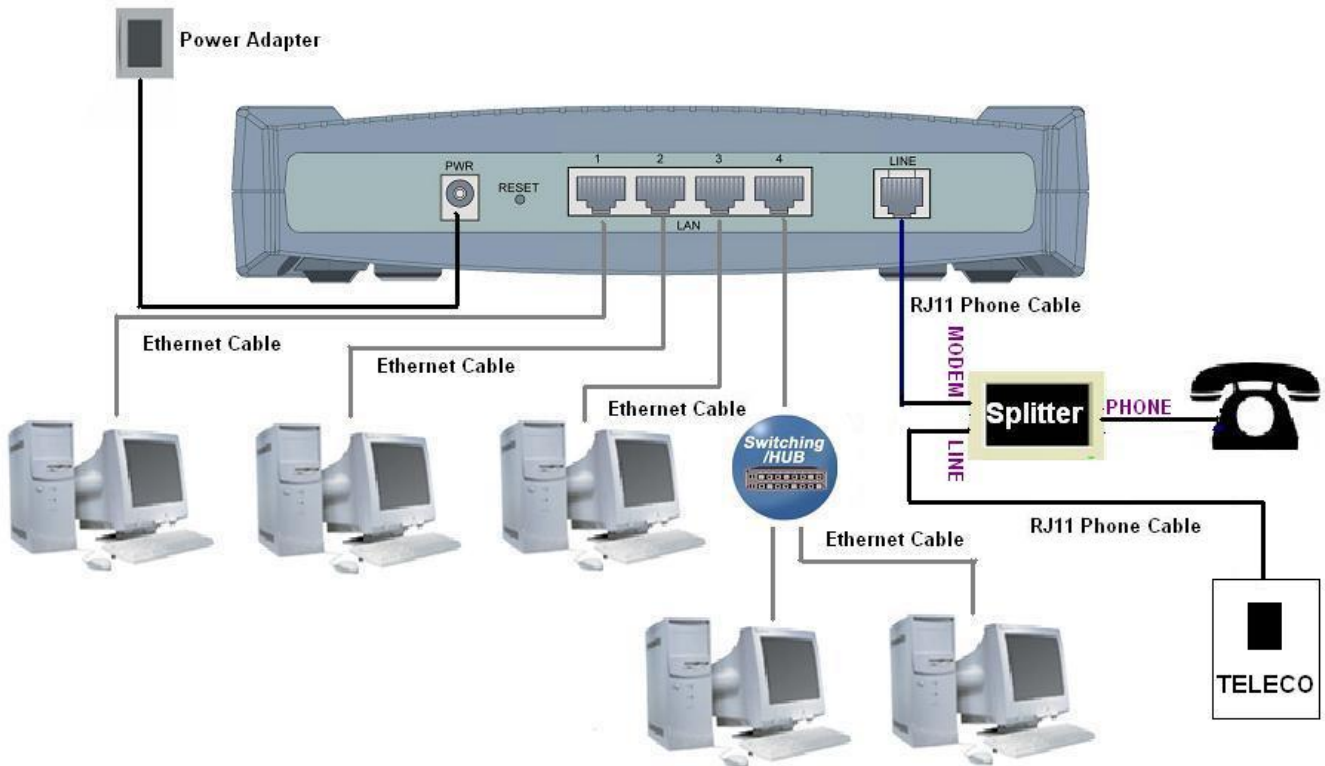 Power Adapter
PWR
RESET
1 2 3 4
LAN
LINE
RJ11 Phone Cable
Ethernet Cable
Ethernet Cable
Ethernet Cable
MODEM
Splitter
PHONE
LINE
Switching
/HUB
RJ11 Phone Cable
Ethernet Cable
TELECO